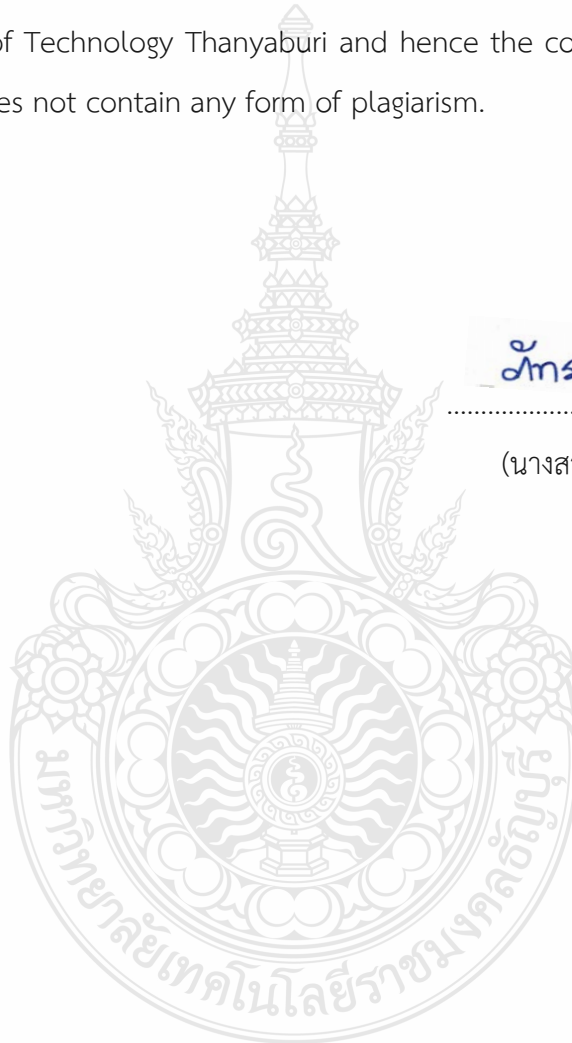 of Technology Thanyaburi and hence the co
es not contain any form of plagiarism.
(นางส
มหาวิทยาลัยเทคโนโลยีราชมงคลธัญบุรี